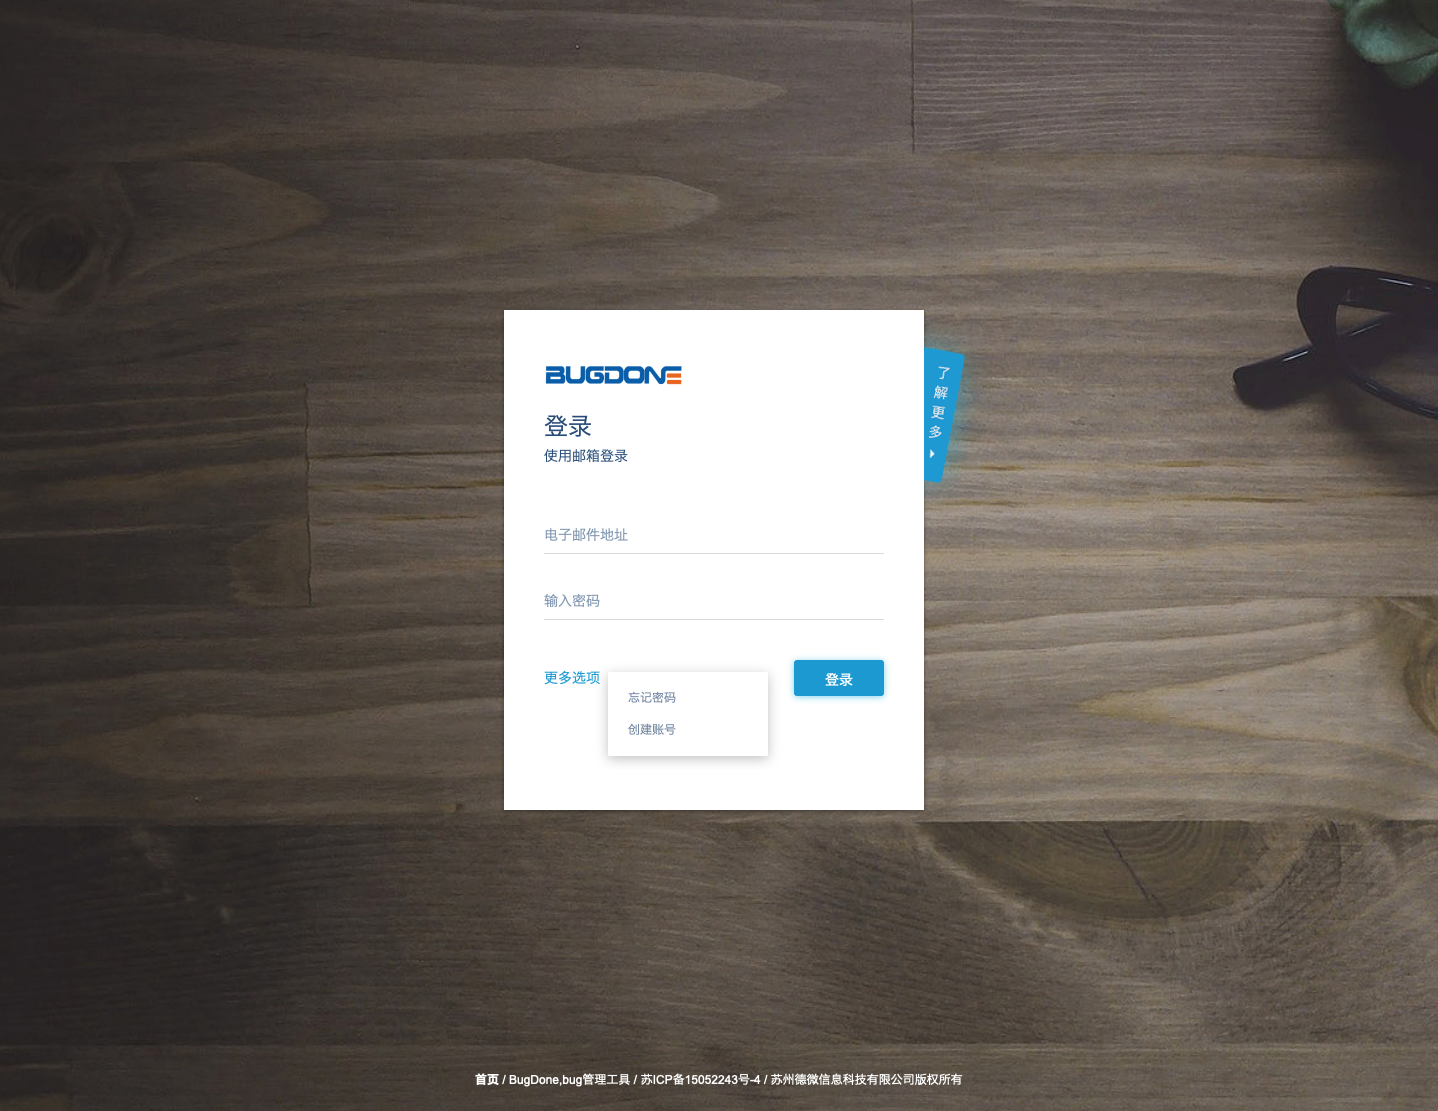 BUGDONE
登录
使用邮箱登录
了解更多
电子邮件地址
输入密码
更多选项
登录
忘记密码
创建账号
首页 / BugDone,bug管理工具 / 苏ICP备15052243号-4 / 苏州德微信息科技有限公司版权所有